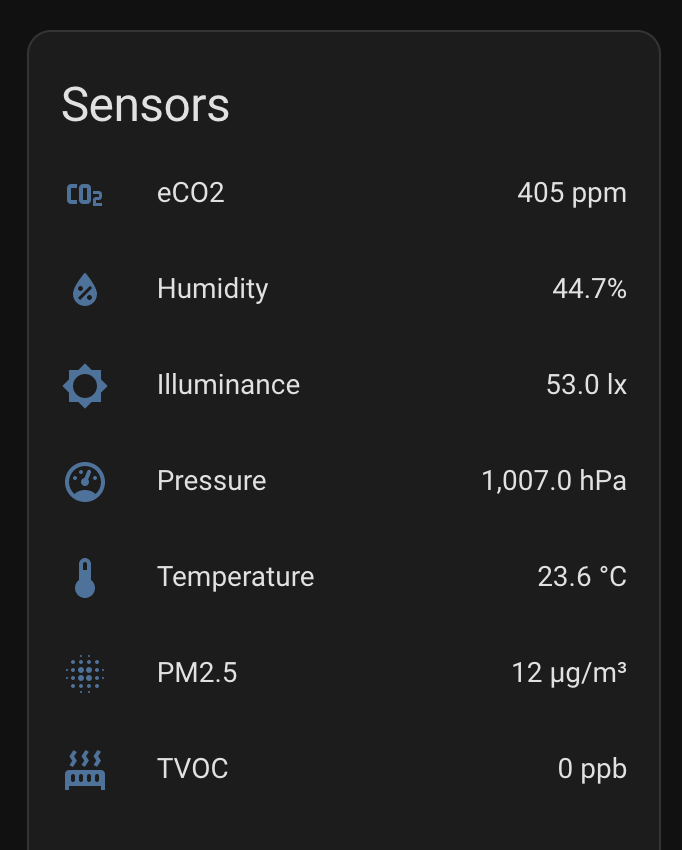 Sensors
CO2 eCO2 405 ppm
Humidity 44.7%
Illuminance 53.0 lx
Pressure 1,007.0 hPa
Temperature 23.6 °C
PM2.5 12 µg/m³
TVOC 0 ppb